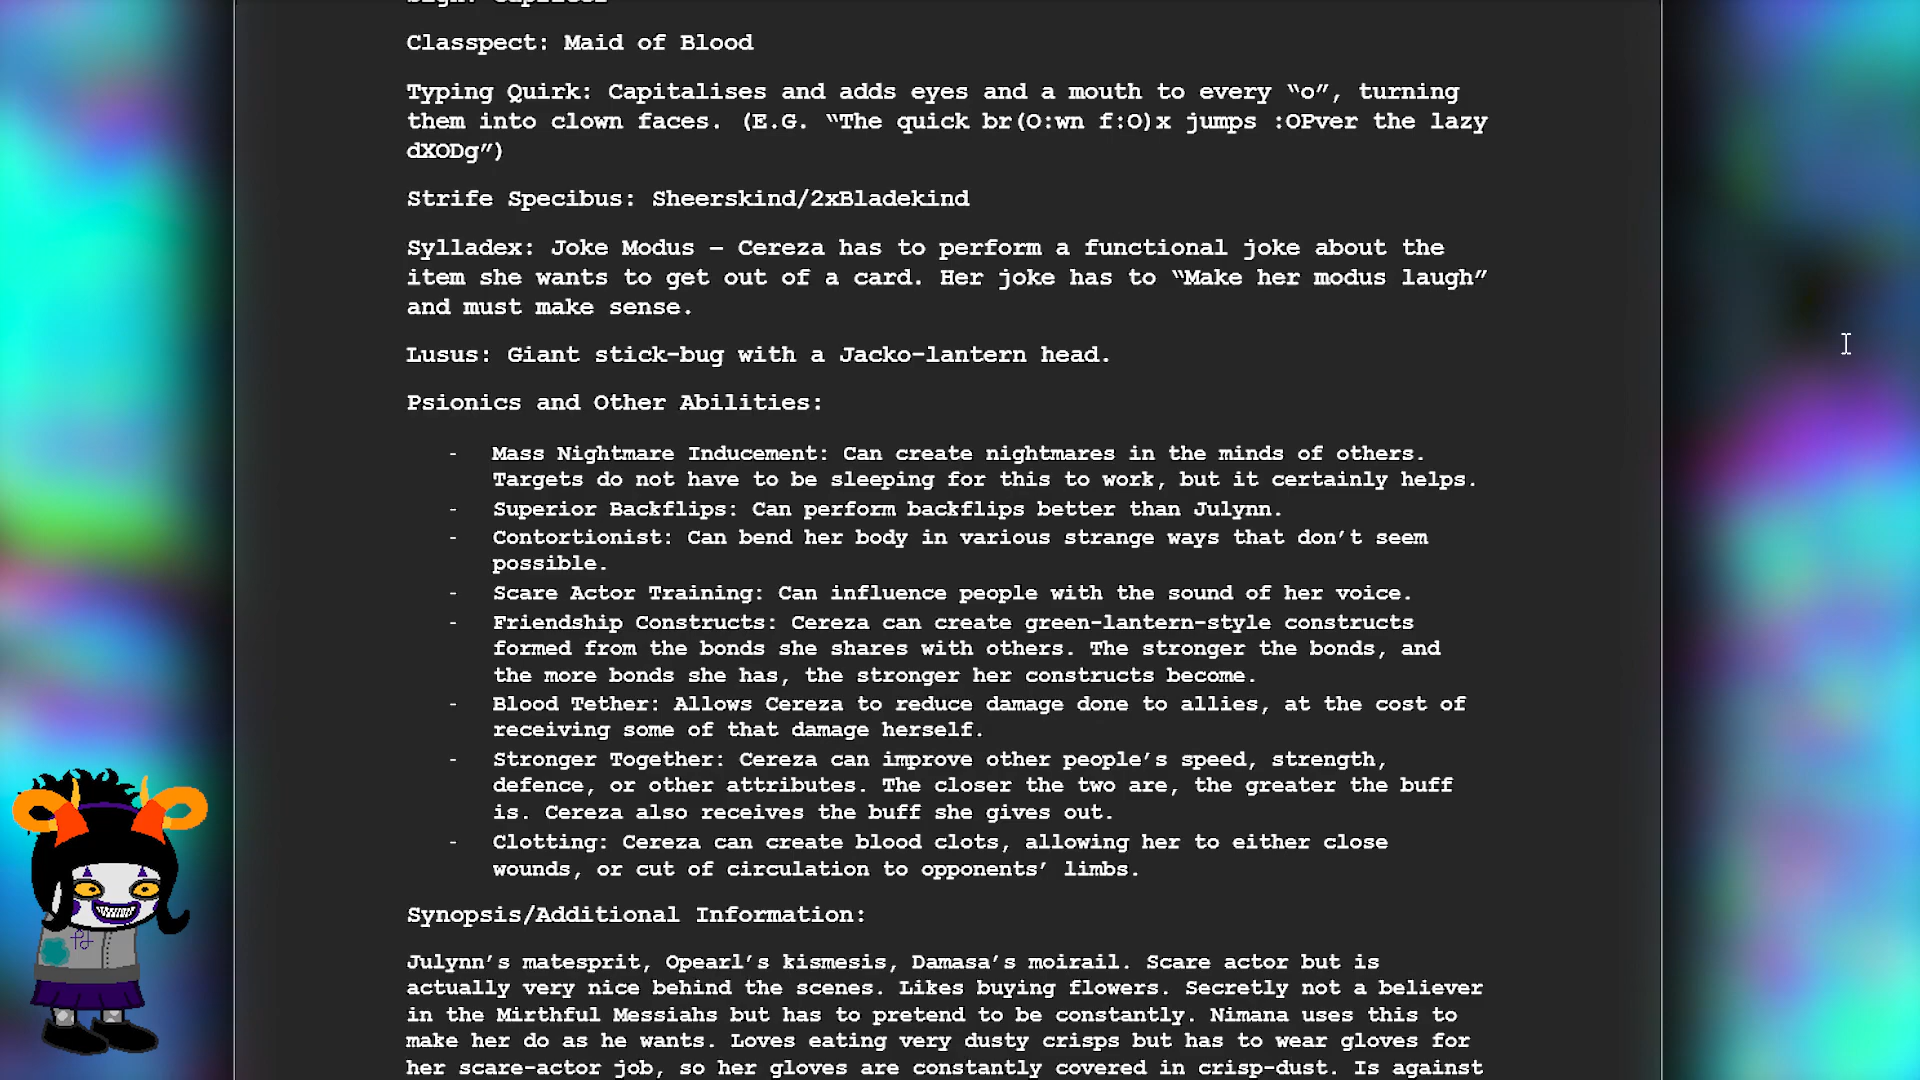 Classpect: Maid of Blood
Typing Quirk: Capitalises and adds eyes and a mouth to every “o”, turning
them into clown faces. (E.G. “The quick br(O:wn f:O)x jumps :OPver the lazy
dXODg”)
Strife Specibus: Sheerskind/2xBladekind
Sylladex: Joke Modus – Cereza has to perform a functional joke about the
item she wants to get out of a card. Her joke has to “Make her modus laugh”
and must make sense.
Lusus: Giant stick-bug with a Jacko-lantern head.
Psionics and Other Abilities:
- Mass Nightmare Inducement: Can create nightmares in the minds of others.
Targets do not have to be sleeping for this to work, but it certainly helps.
- Superior Backflips: Can perform backflips better than Julynn.
- Contortionist: Can bend her body in various strange ways that don’t seem
possible.
- Scare Actor Training: Can influence people with the sound of her voice.
- Friendship Constructs: Cereza can create green-lantern-style constructs
formed from the bonds she shares with others. The stronger the bonds, and
the more bonds she has, the stronger her constructs become.
- Blood Tether: Allows Cereza to reduce damage done to allies, at the cost of
receiving some of that damage herself.
- Stronger Together: Cereza can improve other people’s speed, strength,
defence, or other attributes. The closer the two are, the greater the buff
is. Cereza also receives the buff she gives out.
- Clotting: Cereza can create blood clots, allowing her to either close
wounds, or cut of circulation to opponents’ limbs.
Synopsis/Additional Information:
Julynn’s matesprit, Opearl’s kismesis, Damasa’s moirail. Scare actor but is
actually very nice behind the scenes. Likes buying flowers. Secretly not a believer
in the Mirthful Messiahs but has to pretend to be constantly. Nimana uses this to
make her do as he wants. Loves eating very dusty crisps but has to wear gloves for
her scare-actor job, so her gloves are constantly covered in crisp-dust. Is against